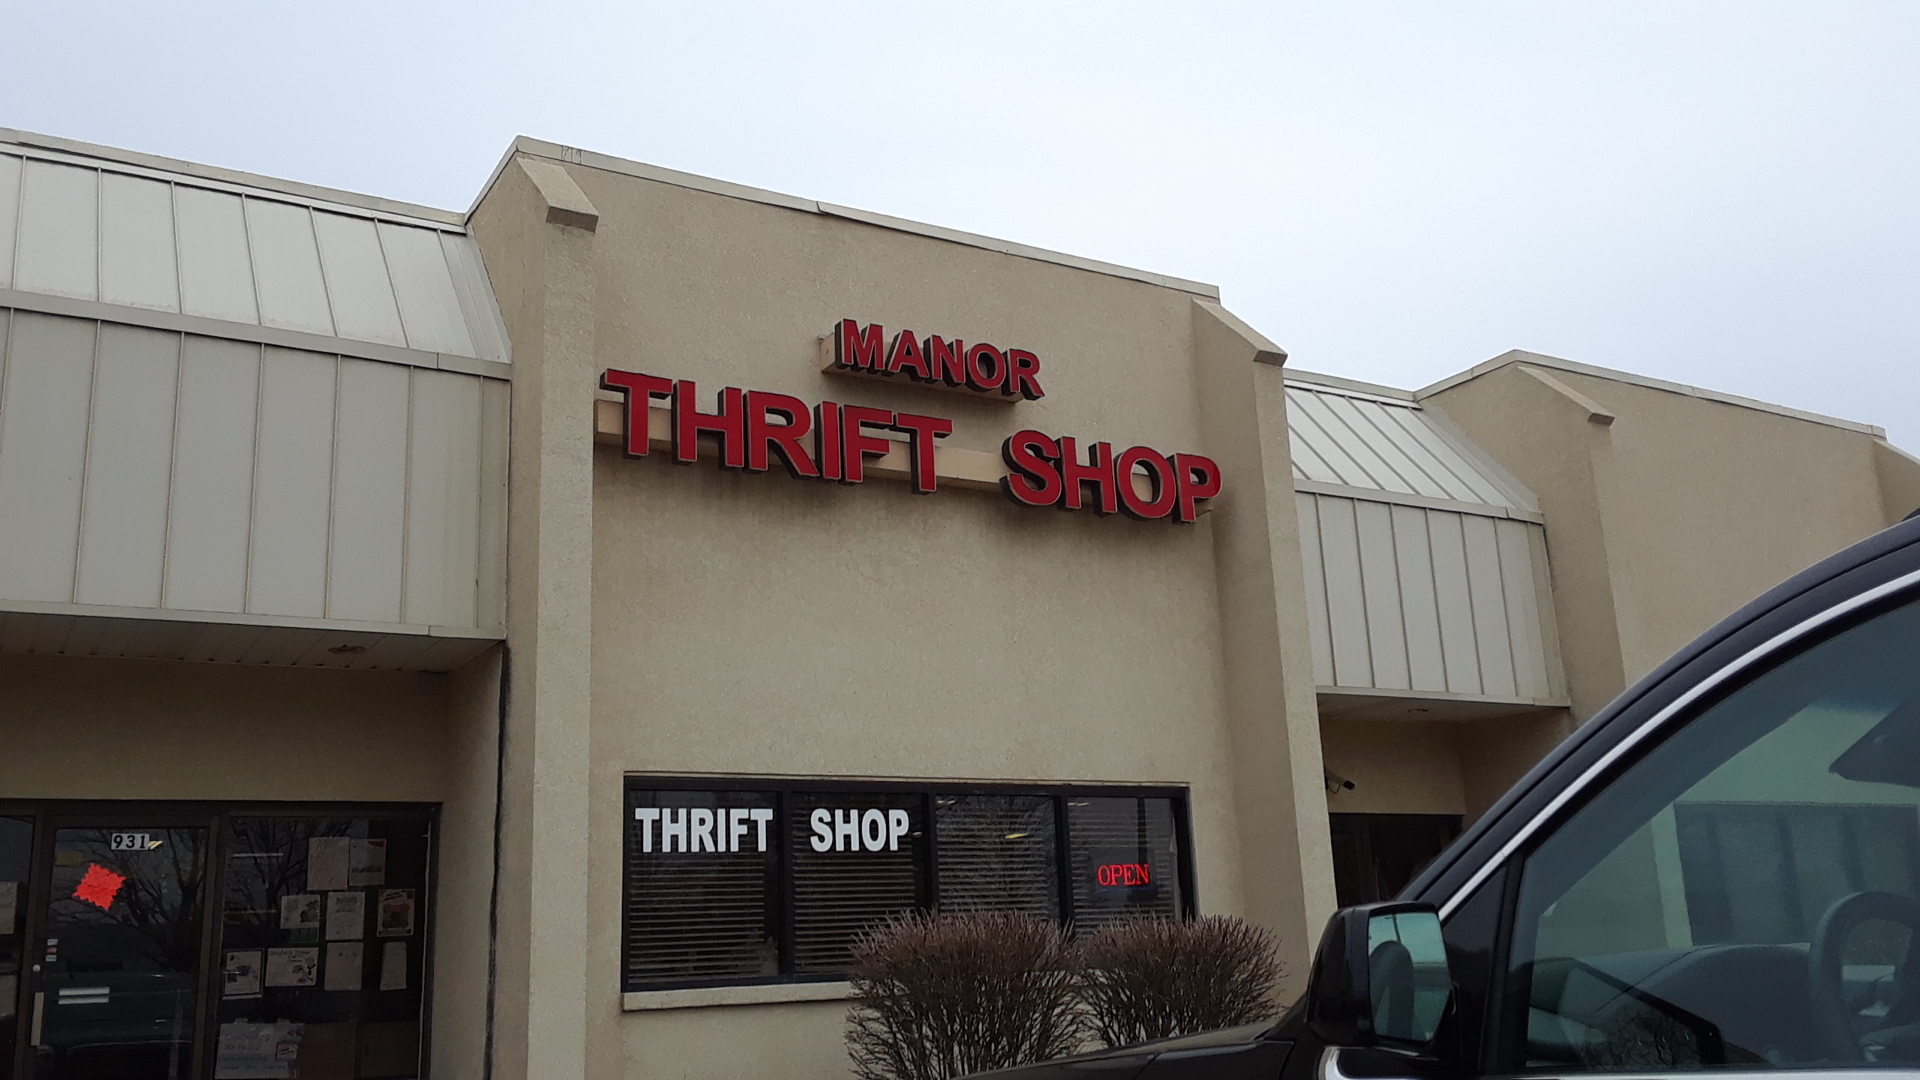 MANOR
THRIFT SHOP
THRIFT SHOP
OPEN
931